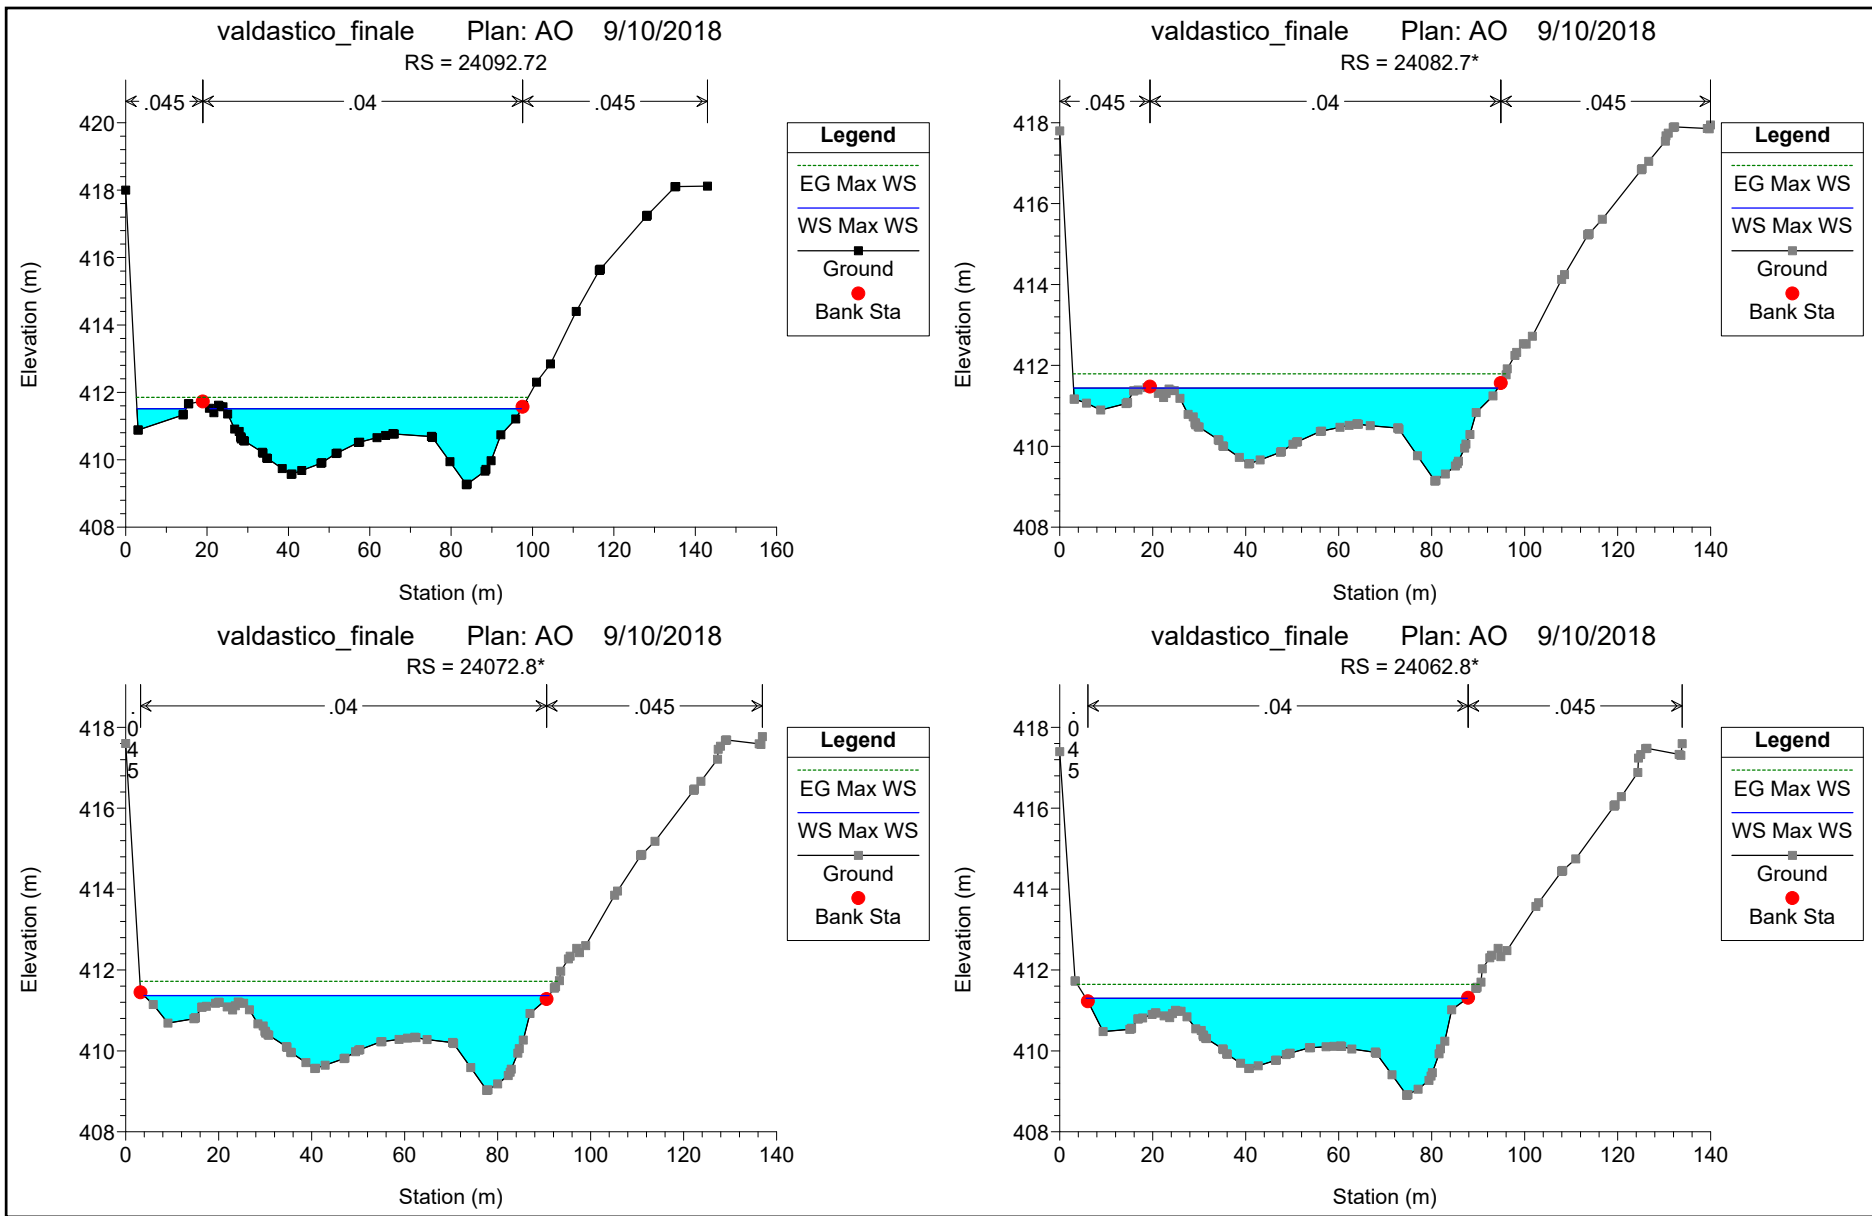 valdastico_finale Plan: AO 9/10/2018
RS = 24092.72
.045 .04 .045
420
418
416
414
412
410
408
Elevation (m)
0 20 40 60 80 100 120 140 160
Station (m)
Legend
EG Max WS
WS Max WS
Ground
Bank Sta
valdastico_finale Plan: AO 9/10/2018
RS = 24082.7*
.045 .04 .045
418
416
414
412
410
408
Elevation (m)
0 20 40 60 80 100 120 140
Station (m)
Legend
EG Max WS
WS Max WS
Ground
Bank Sta
valdastico_finale Plan: AO 9/10/2018
RS = 24072.8*
.045 .04 .045
418
416
414
412
410
408
Elevation (m)
0 20 40 60 80 100 120 140
Station (m)
Legend
EG Max WS
WS Max WS
Ground
Bank Sta
valdastico_finale Plan: AO 9/10/2018
RS = 24062.8*
.045 .04 .045
418
416
414
412
410
408
Elevation (m)
0 20 40 60 80 100 120 140
Station (m)
Legend
EG Max WS
WS Max WS
Ground
Bank Sta